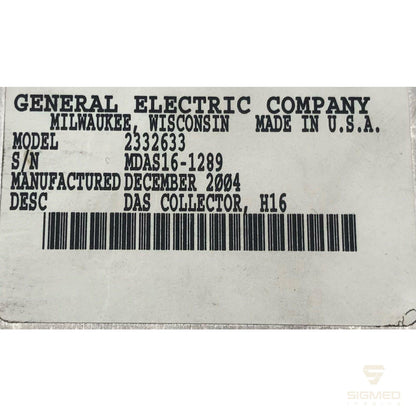 GENERAL ELECTRIC COMPANY
MILWAUKEE, WISCONSIN MADE IN U.S.A.
MODEL 2332633
S/N MDAS16-1289
MANUFACTURED DECEMBER 2004
DESC DAS COLLECTOR, H16
SIGMED
IMAGING